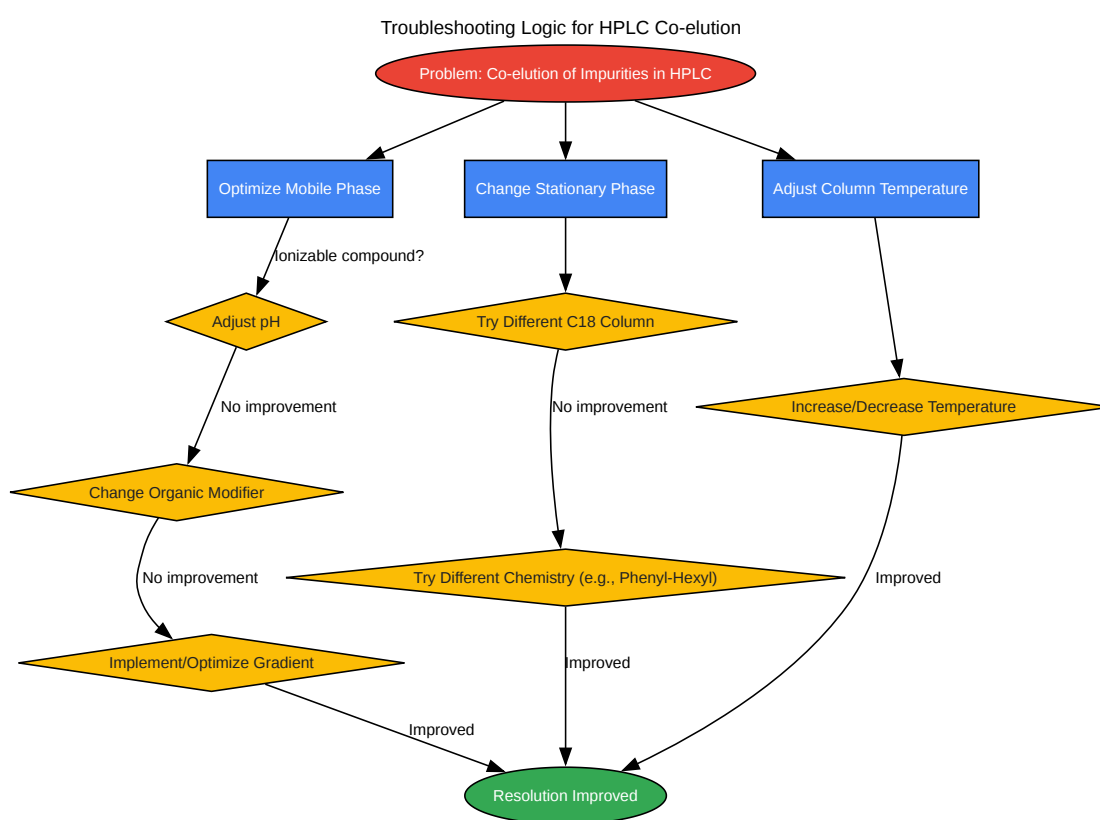 Troubleshooting Logic for HPLC Co-elution
Problem: Co-elution of Impurities in HPLC
Optimize Mobile Phase
Change Stationary Phase
Adjust Column Temperature
Ionizable compound?
Adjust pH
Try Different C18 Column
No improvement
No improvement
Increase/Decrease Temperature
Change Organic Modifier
No improvement
Try Different Chemistry (e.g., Phenyl-Hexyl)
Improved
Implement/Optimize Gradient
Improved
Improved
Resolution Improved